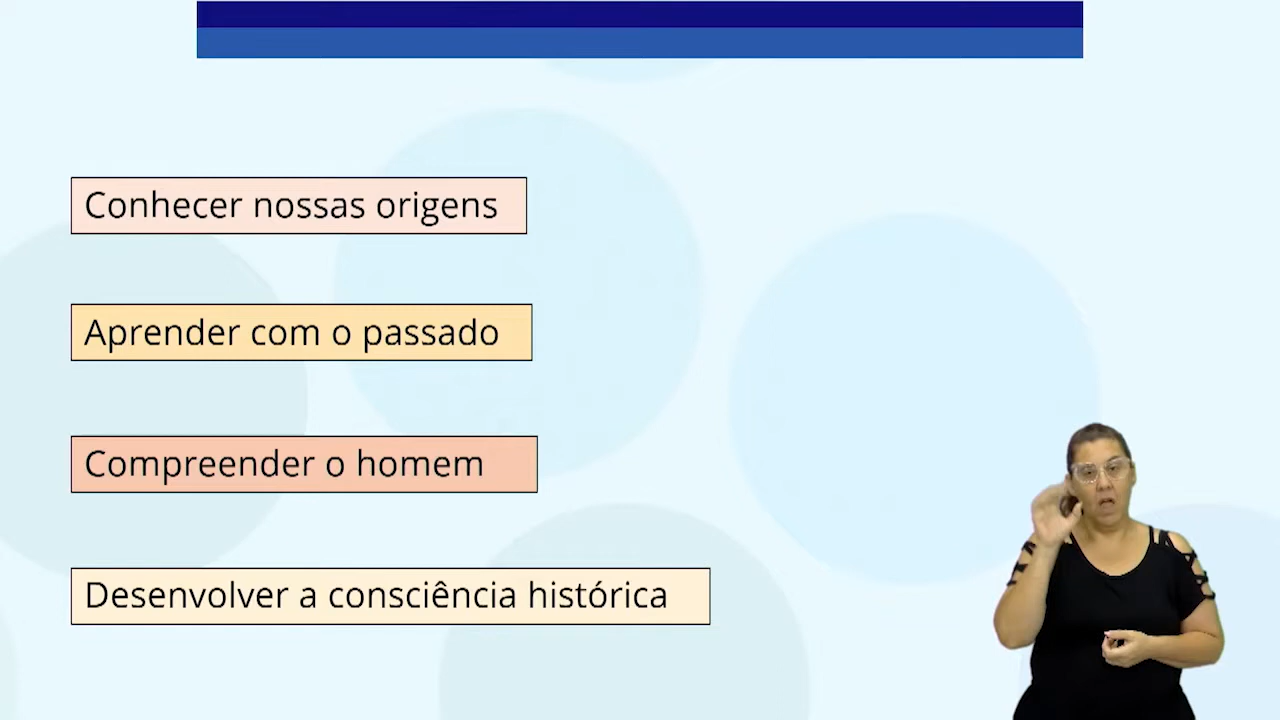 Conhecer nossas origens
Aprender com o passado
Compreender o homem
Desenvolver a consciência histórica